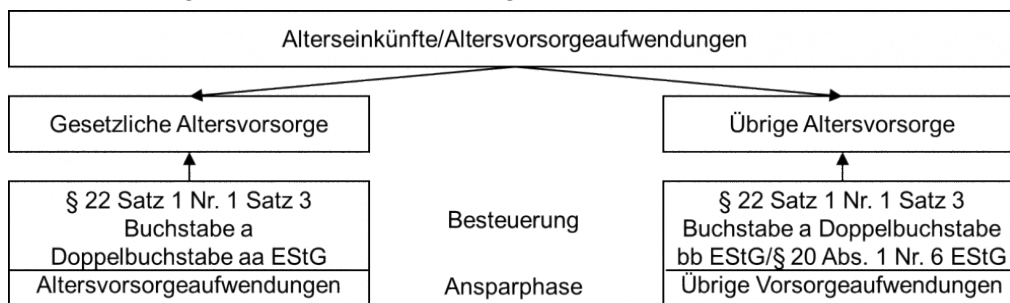 Alterseinkünfte/Altersvorsorgeaufwendungen
Gesetzliche Altersvorsorge
Übrige Altersvorsorge
§ 22 Satz 1 Nr. 1 Satz 3
Buchstabe a
Doppelbuchstabe aa EStG
Altersvorsorgeaufwendungen
Besteuerung
Ansparphase
§ 22 Satz 1 Nr. 1 Satz 3
Buchstabe a Doppelbuchstabe
bb EStG/§ 20 Abs. 1 Nr. 6 EStG
Übrige Vorsorgeaufwendungen